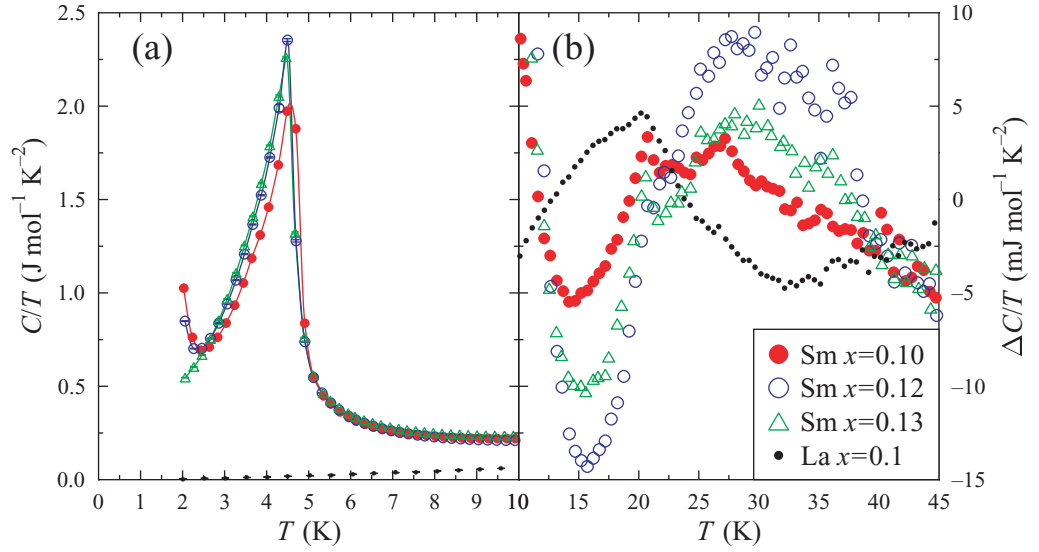 (a)
(b)
C/T (J mol⁻¹ K⁻²)
2.5
2.0
1.5
1.0
0.5
0.0
0 1 2 3 4 5 6 7 8 9 10
T (K)
10 15 20 25 30 35 40 45
T (K)
10
5
0
−5
−10
−15
ΔC/T (mJ mol⁻¹ K⁻²)
Sm x=0.10
Sm x=0.12
Sm x=0.13
La x=0.1